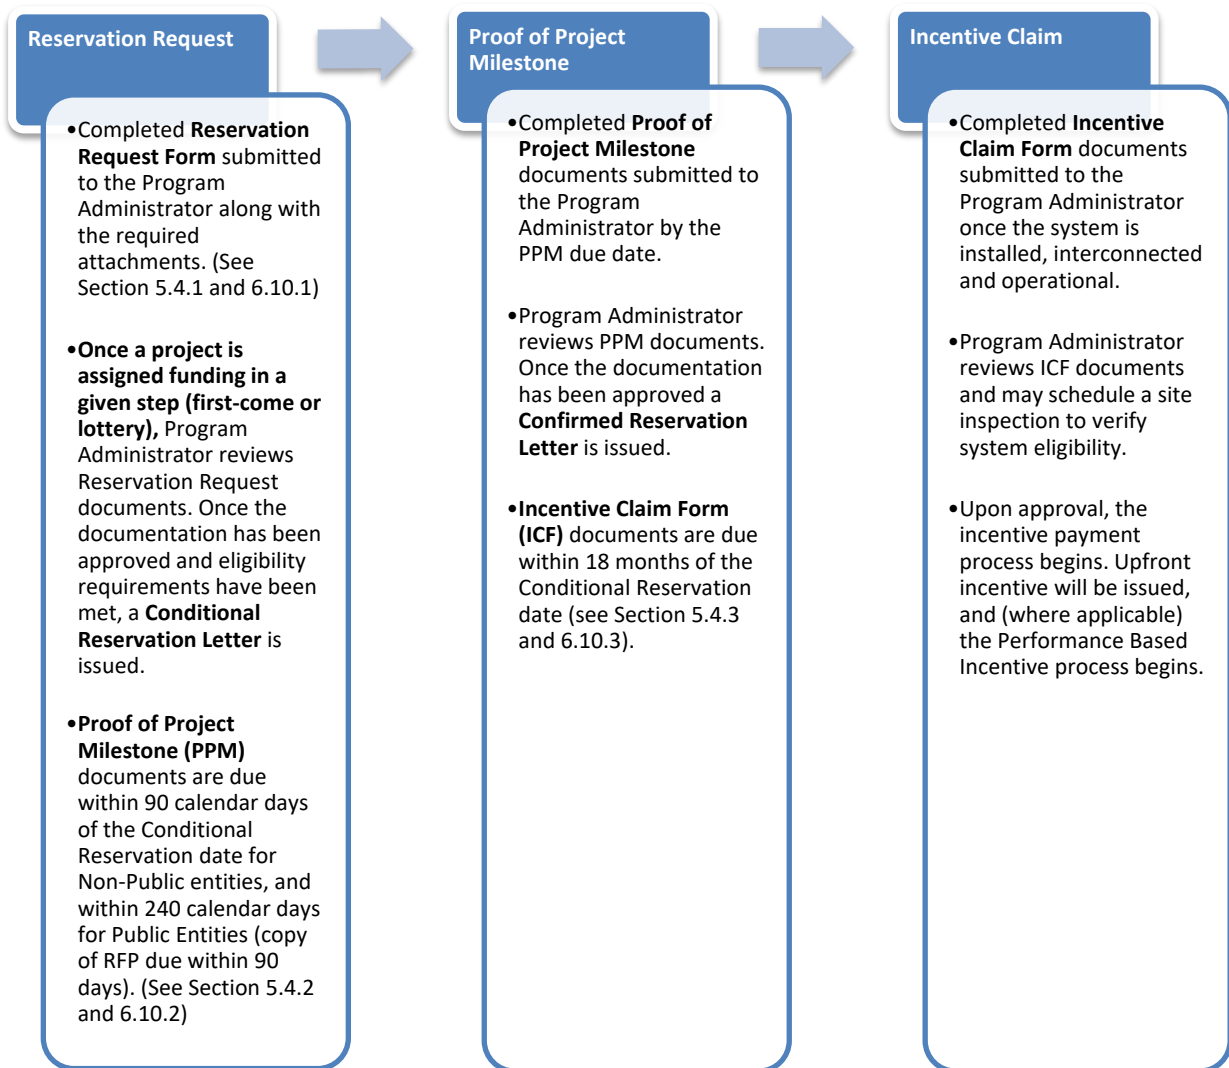 Reservation Request
•Completed Reservation
Request Form submitted
to the Program
Administrator along with
the required
attachments. (See
Section 5.4.1 and 6.10.1)
•Once a project is
assigned funding in a
given step (first-come or
lottery), Program
Administrator reviews
Reservation Request
documents. Once the
documentation has been
approved and eligibility
requirements have been
met, a Conditional
Reservation Letter is
issued.
•Proof of Project
Milestone (PPM)
documents are due
within 90 calendar days
of the Conditional
Reservation date for
Non-Public entities, and
within 240 calendar days
for Public Entities (copy
of RFP due within 90
days). (See Section 5.4.2
and 6.10.2)
Proof of Project
Milestone
•Completed Proof of
Project Milestone
documents submitted to
the Program
Administrator by the
PPM due date.
•Program Administrator
reviews PPM documents.
Once the documentation
has been approved a
Confirmed Reservation
Letter is issued.
•Incentive Claim Form
(ICF) documents are due
within 18 months of the
Conditional Reservation
date (see Section 5.4.3
and 6.10.3).
Incentive Claim
•Completed Incentive
Claim Form documents
submitted to the
Program Administrator
once the system is
installed, interconnected
and operational.
•Program Administrator
reviews ICF documents
and may schedule a site
inspection to verify
system eligibility.
•Upon approval, the
incentive payment
process begins. Upfront
incentive will be issued,
and (where applicable)
the Performance Based
Incentive process begins.